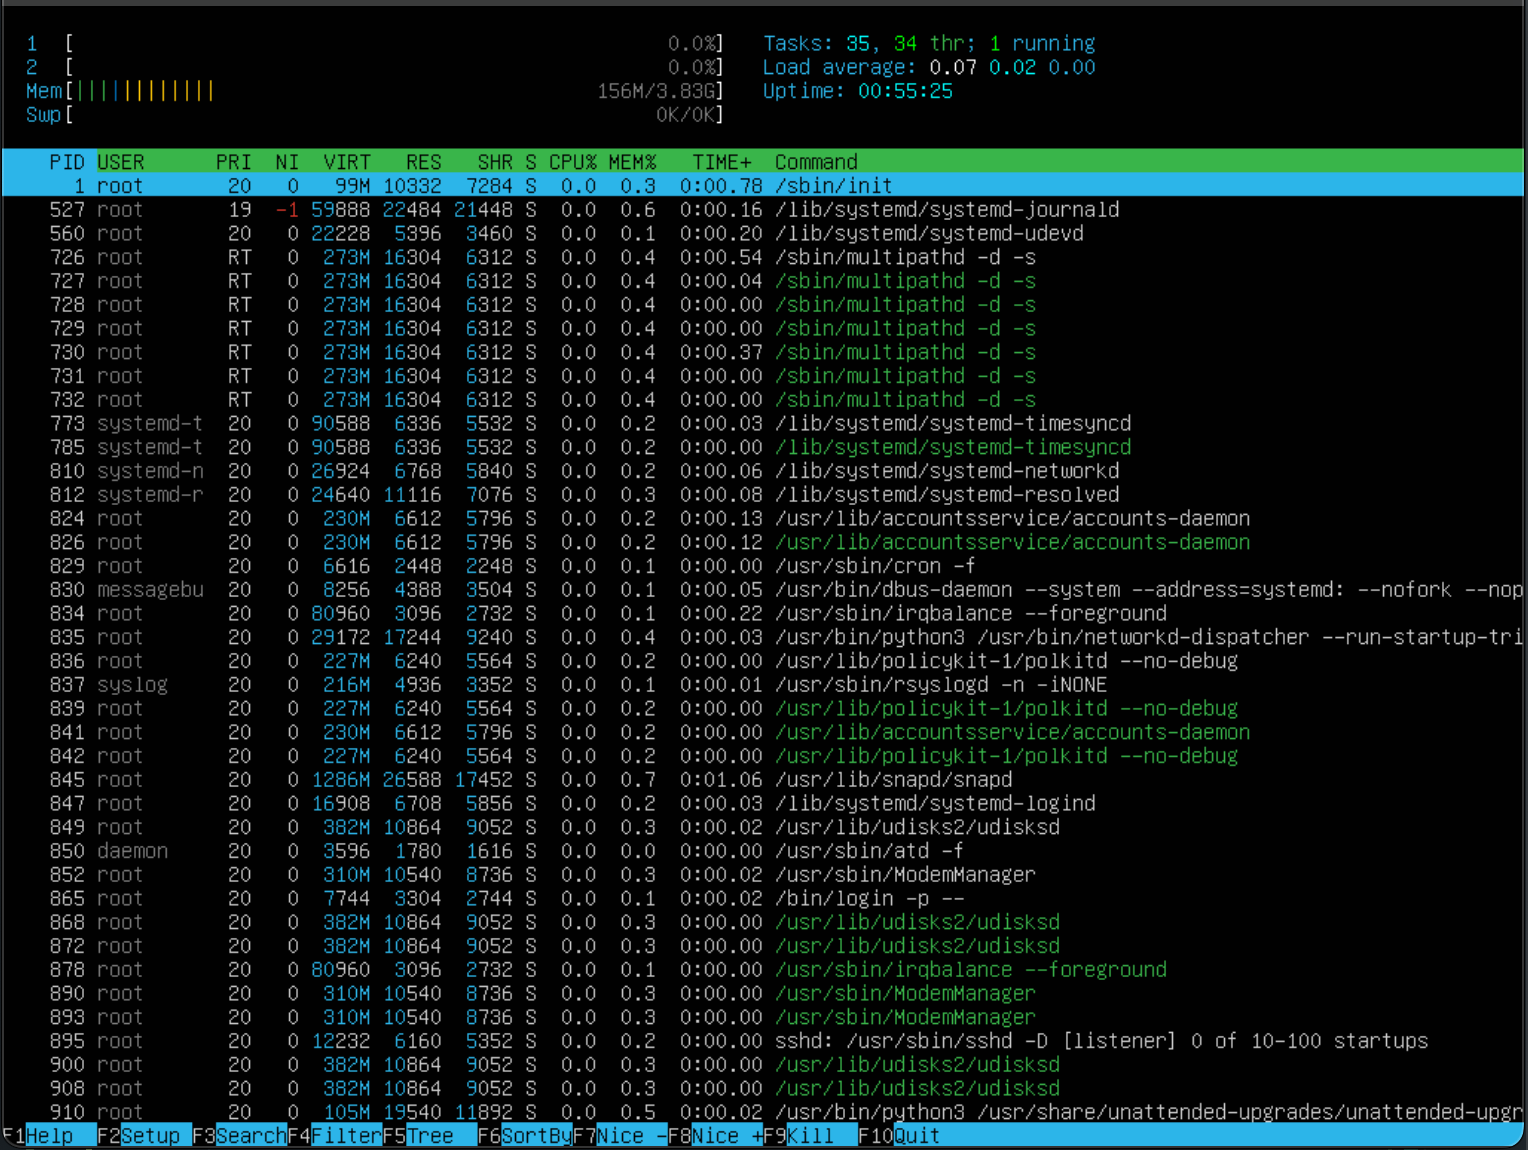 1 [ 0.0%] Tasks: 35, 34 thr; 1 running
2 [ 0.0%] Load average: 0.07 0.02 0.00
Mem[|||||||||||| 156M/3.83G] Uptime: 00:55:25
Swp[ 0K/0K]
PID USER PRI NI VIRT RES SHR S CPU% MEM% TIME+ Command
1 root 20 0 99M 10332 7284 S 0.0 0.3 0:00.78 /sbin/init
527 root 19 -1 59888 22484 21448 S 0.0 0.6 0:00.16 /lib/systemd/systemd-journald
560 root 20 0 22228 5396 3460 S 0.0 0.1 0:00.20 /lib/systemd/systemd-udevd
726 root RT 0 273M 16304 6312 S 0.0 0.4 0:00.54 /sbin/multipathd -d -s
727 root RT 0 273M 16304 6312 S 0.0 0.4 0:00.04 /sbin/multipathd -d -s
728 root RT 0 273M 16304 6312 S 0.0 0.4 0:00.00 /sbin/multipathd -d -s
729 root RT 0 273M 16304 6312 S 0.0 0.4 0:00.00 /sbin/multipathd -d -s
730 root RT 0 273M 16304 6312 S 0.0 0.4 0:00.37 /sbin/multipathd -d -s
731 root RT 0 273M 16304 6312 S 0.0 0.4 0:00.00 /sbin/multipathd -d -s
732 root RT 0 273M 16304 6312 S 0.0 0.4 0:00.00 /sbin/multipathd -d -s
773 systemd-t 20 0 90588 6336 5532 S 0.0 0.2 0:00.03 /lib/systemd/systemd-timesyncd
785 systemd-t 20 0 90588 6336 5532 S 0.0 0.2 0:00.00 /lib/systemd/systemd-timesyncd
810 systemd-n 20 0 26924 6768 5840 S 0.0 0.2 0:00.06 /lib/systemd/systemd-networkd
812 systemd-r 20 0 24640 11116 7076 S 0.0 0.3 0:00.08 /lib/systemd/systemd-resolved
824 root 20 0 230M 6612 5796 S 0.0 0.2 0:00.13 /usr/lib/accountsservice/accounts-daemon
826 root 20 0 230M 6612 5796 S 0.0 0.2 0:00.12 /usr/lib/accountsservice/accounts-daemon
829 root 20 0 6616 2448 2248 S 0.0 0.1 0:00.00 /usr/sbin/cron -f
830 messagebu 20 0 8256 4388 3504 S 0.0 0.1 0:00.05 /usr/bin/dbus-daemon --system --address=systemd: --nofork --nop
834 root 20 0 80960 3096 2732 S 0.0 0.1 0:00.22 /usr/sbin/irqbalance --foreground
835 root 20 0 29172 17244 9240 S 0.0 0.4 0:00.03 /usr/bin/python3 /usr/bin/networkd-dispatcher --run-startup-tri
836 root 20 0 227M 6240 5564 S 0.0 0.2 0:00.00 /usr/lib/policykit-1/polkitd --no-debug
837 syslog 20 0 216M 4936 3352 S 0.0 0.1 0:00.01 /usr/sbin/rsyslogd -n -iNONE
839 root 20 0 227M 6240 5564 S 0.0 0.2 0:00.00 /usr/lib/policykit-1/polkitd --no-debug
841 root 20 0 230M 6612 5796 S 0.0 0.2 0:00.00 /usr/lib/accountsservice/accounts-daemon
842 root 20 0 227M 6240 5564 S 0.0 0.2 0:00.00 /usr/lib/policykit-1/polkitd --no-debug
845 root 20 0 1286M 26588 17452 S 0.0 0.7 0:01.06 /usr/lib/snapd/snapd
847 root 20 0 16908 6708 5856 S 0.0 0.2 0:00.03 /lib/systemd/systemd-logind
849 root 20 0 382M 10864 9052 S 0.0 0.3 0:00.02 /usr/lib/udisks2/udisksd
850 daemon 20 0 3596 1780 1616 S 0.0 0.0 0:00.00 /usr/sbin/atd -f
852 root 20 0 310M 10540 8736 S 0.0 0.3 0:00.02 /usr/sbin/ModemManager
865 root 20 0 7744 3304 2744 S 0.0 0.1 0:00.02 /bin/login -p --
868 root 20 0 382M 10864 9052 S 0.0 0.3 0:00.00 /usr/lib/udisks2/udisksd
872 root 20 0 382M 10864 9052 S 0.0 0.3 0:00.00 /usr/lib/udisks2/udisksd
878 root 20 0 80960 3096 2732 S 0.0 0.1 0:00.00 /usr/sbin/irqbalance --foreground
890 root 20 0 310M 10540 8736 S 0.0 0.3 0:00.00 /usr/sbin/ModemManager
893 root 20 0 310M 10540 8736 S 0.0 0.3 0:00.00 /usr/sbin/ModemManager
895 root 20 0 12232 6160 5352 S 0.0 0.2 0:00.00 sshd: /usr/sbin/sshd -D [listener] 0 of 10-100 startups
900 root 20 0 382M 10864 9052 S 0.0 0.3 0:00.00 /usr/lib/udisks2/udisksd
908 root 20 0 382M 10864 9052 S 0.0 0.3 0:00.00 /usr/lib/udisks2/udisksd
910 root 20 0 105M 19540 11892 S 0.0 0.5 0:00.02 /usr/bin/python3 /usr/share/unattended-upgrades/unattended-upgr
F1Help F2Setup F3SearchF4FilterF5Tree F6SortByF7Nice -F8Nice +F9Kill F10Quit